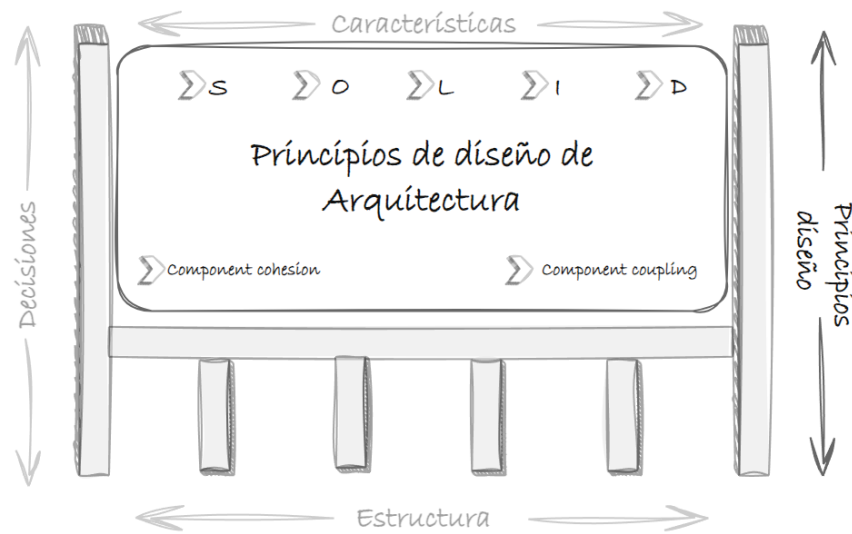 Características
S O L I D
Principios de diseño de
Arquitectura
Component cohesion
Component coupling
Decisiones
Principios
diseño
Estructura